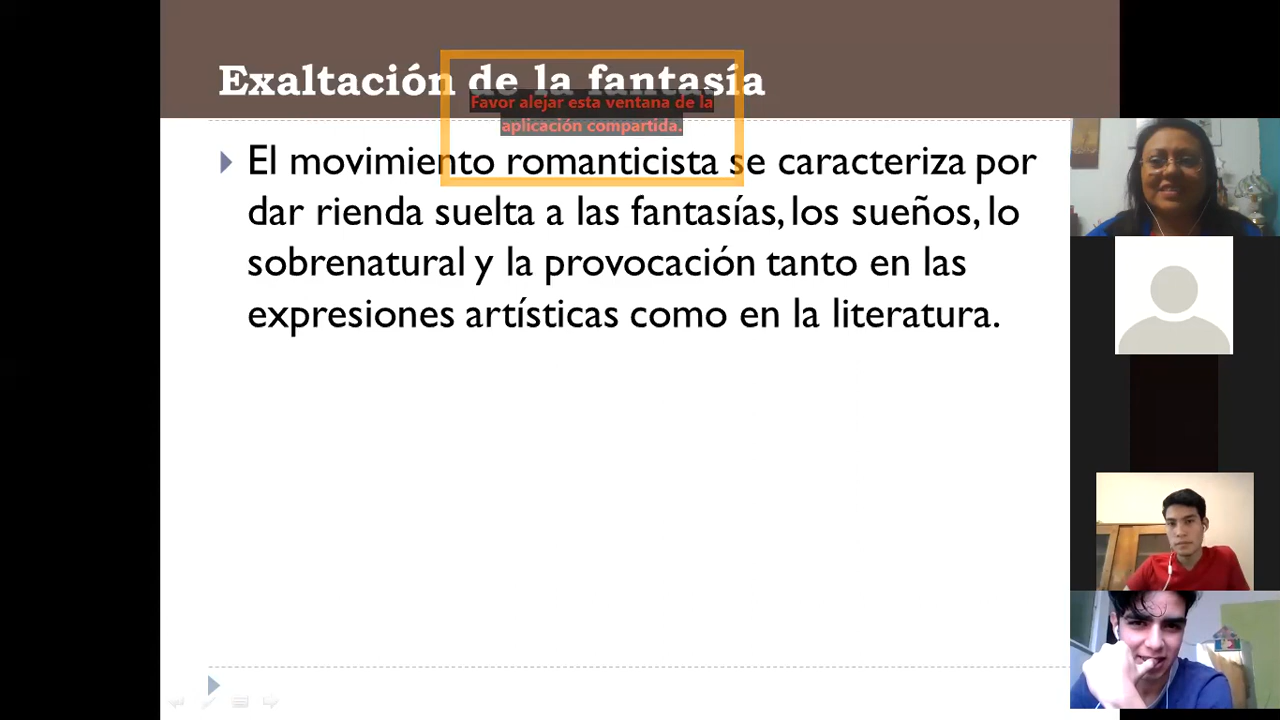 Exaltación de la fantasía
Favor alejar esta ventana de la
aplicación compartida.
El movimiento romanticista se caracteriza por
dar rienda suelta a las fantasías, los sueños, lo
sobrenatural y la provocación tanto en las
expresiones artísticas como en la literatura.